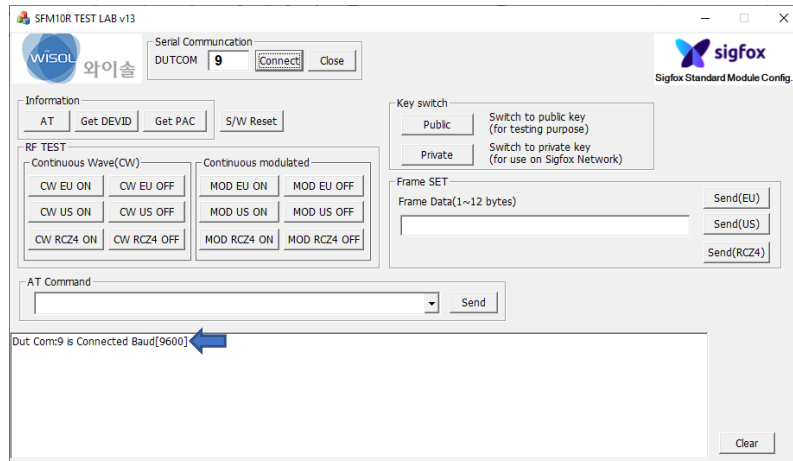 SFM10R TEST LAB v13
WiSOL 와이솔
Serial Communcation
DUTCOM 9 Connect Close
sigfox
Sigfox Standard Module Config.
Information
AT Get DEVID Get PAC S/W Reset
Key switch
Public Switch to public key
(for testing purpose)
Private Switch to private key
(for use on Sigfox Network)
RF TEST
Continuous Wave(CW) Continuous modulated
CW EU ON CW EU OFF MOD EU ON MOD EU OFF
CW US ON CW US OFF MOD US ON MOD US OFF
CW RCZ4 ON CW RCZ4 OFF MOD RCZ4 ON MOD RCZ4 OFF
Frame SET
Frame Data(1~12 bytes) Send(EU)
Send(US)
Send(RCZ4)
AT Command
Send
Dut Com:9 is Connected Baud[9600]
Clear